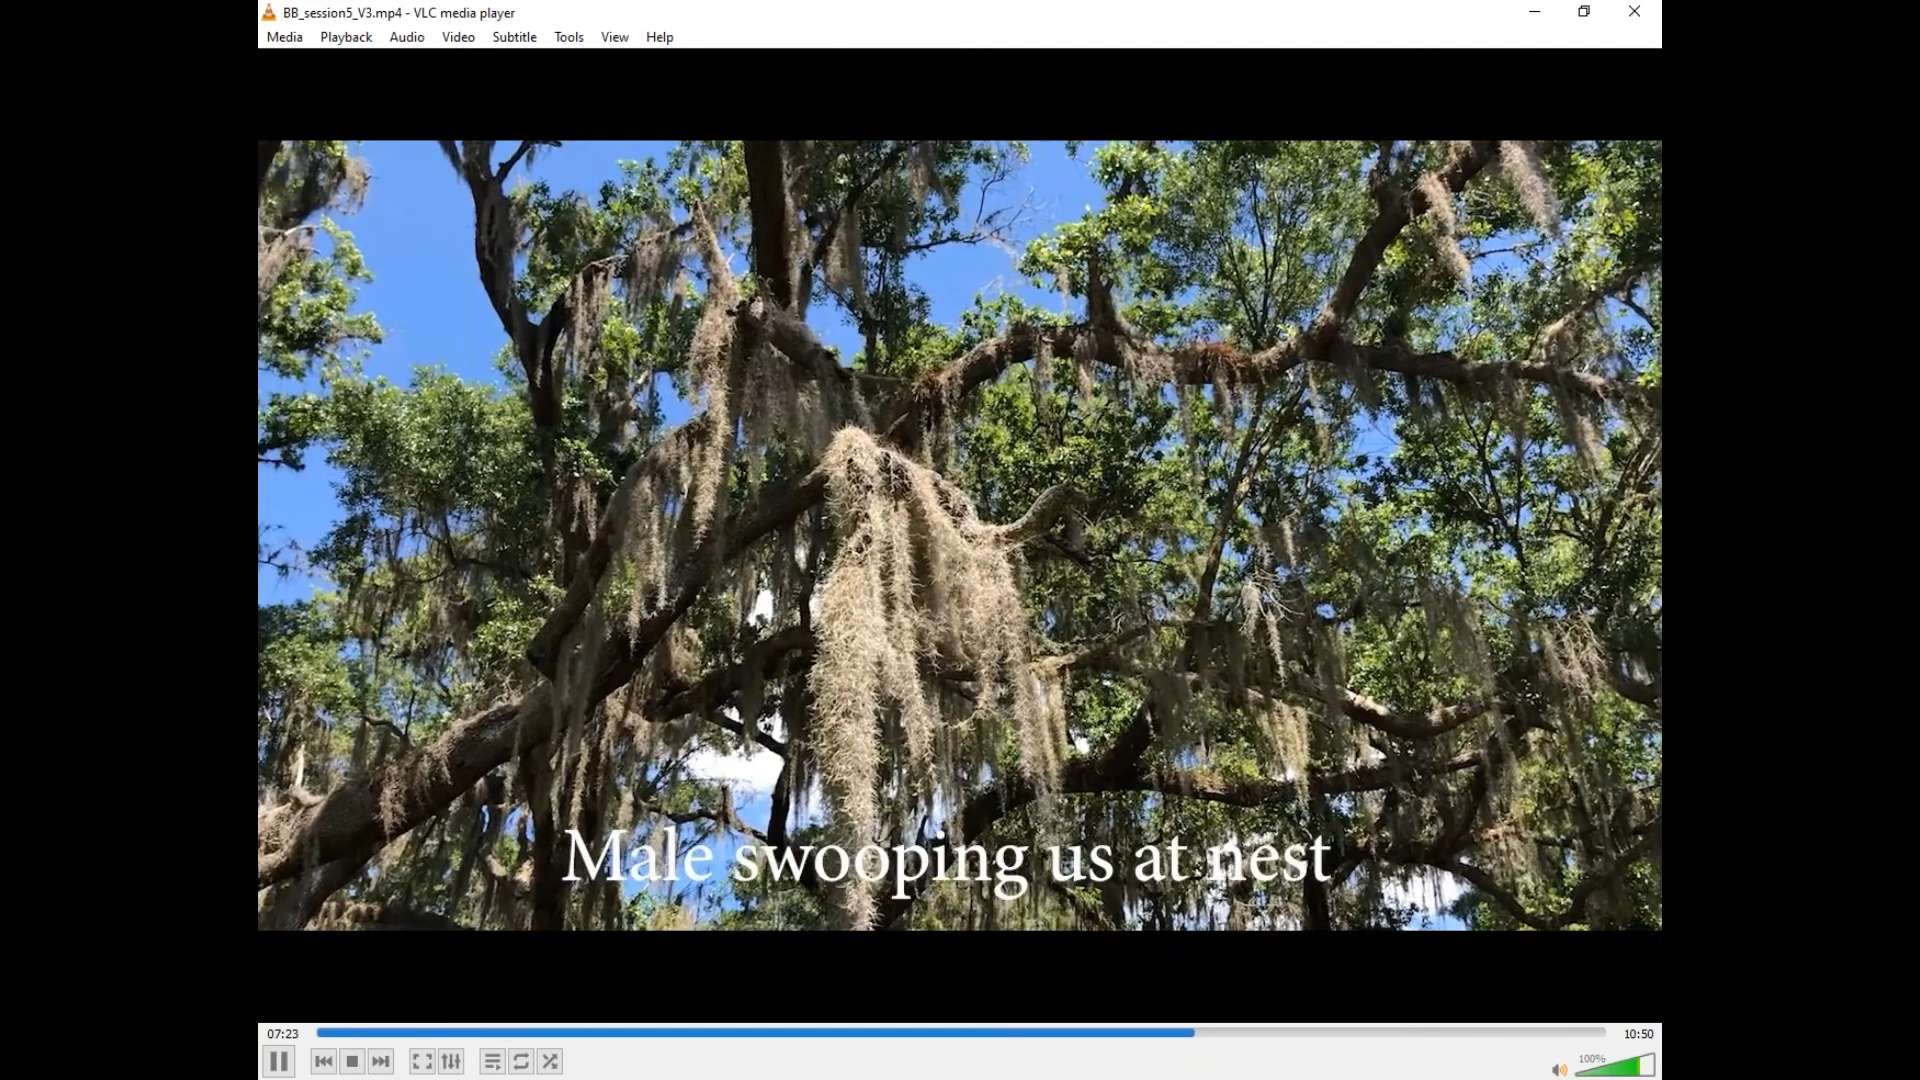 BB_session5_V3.mp4 - VLC media player
Media Playback Audio Video Subtitle Tools View Help
Male swooping us at nest
07:23
10:50
100%